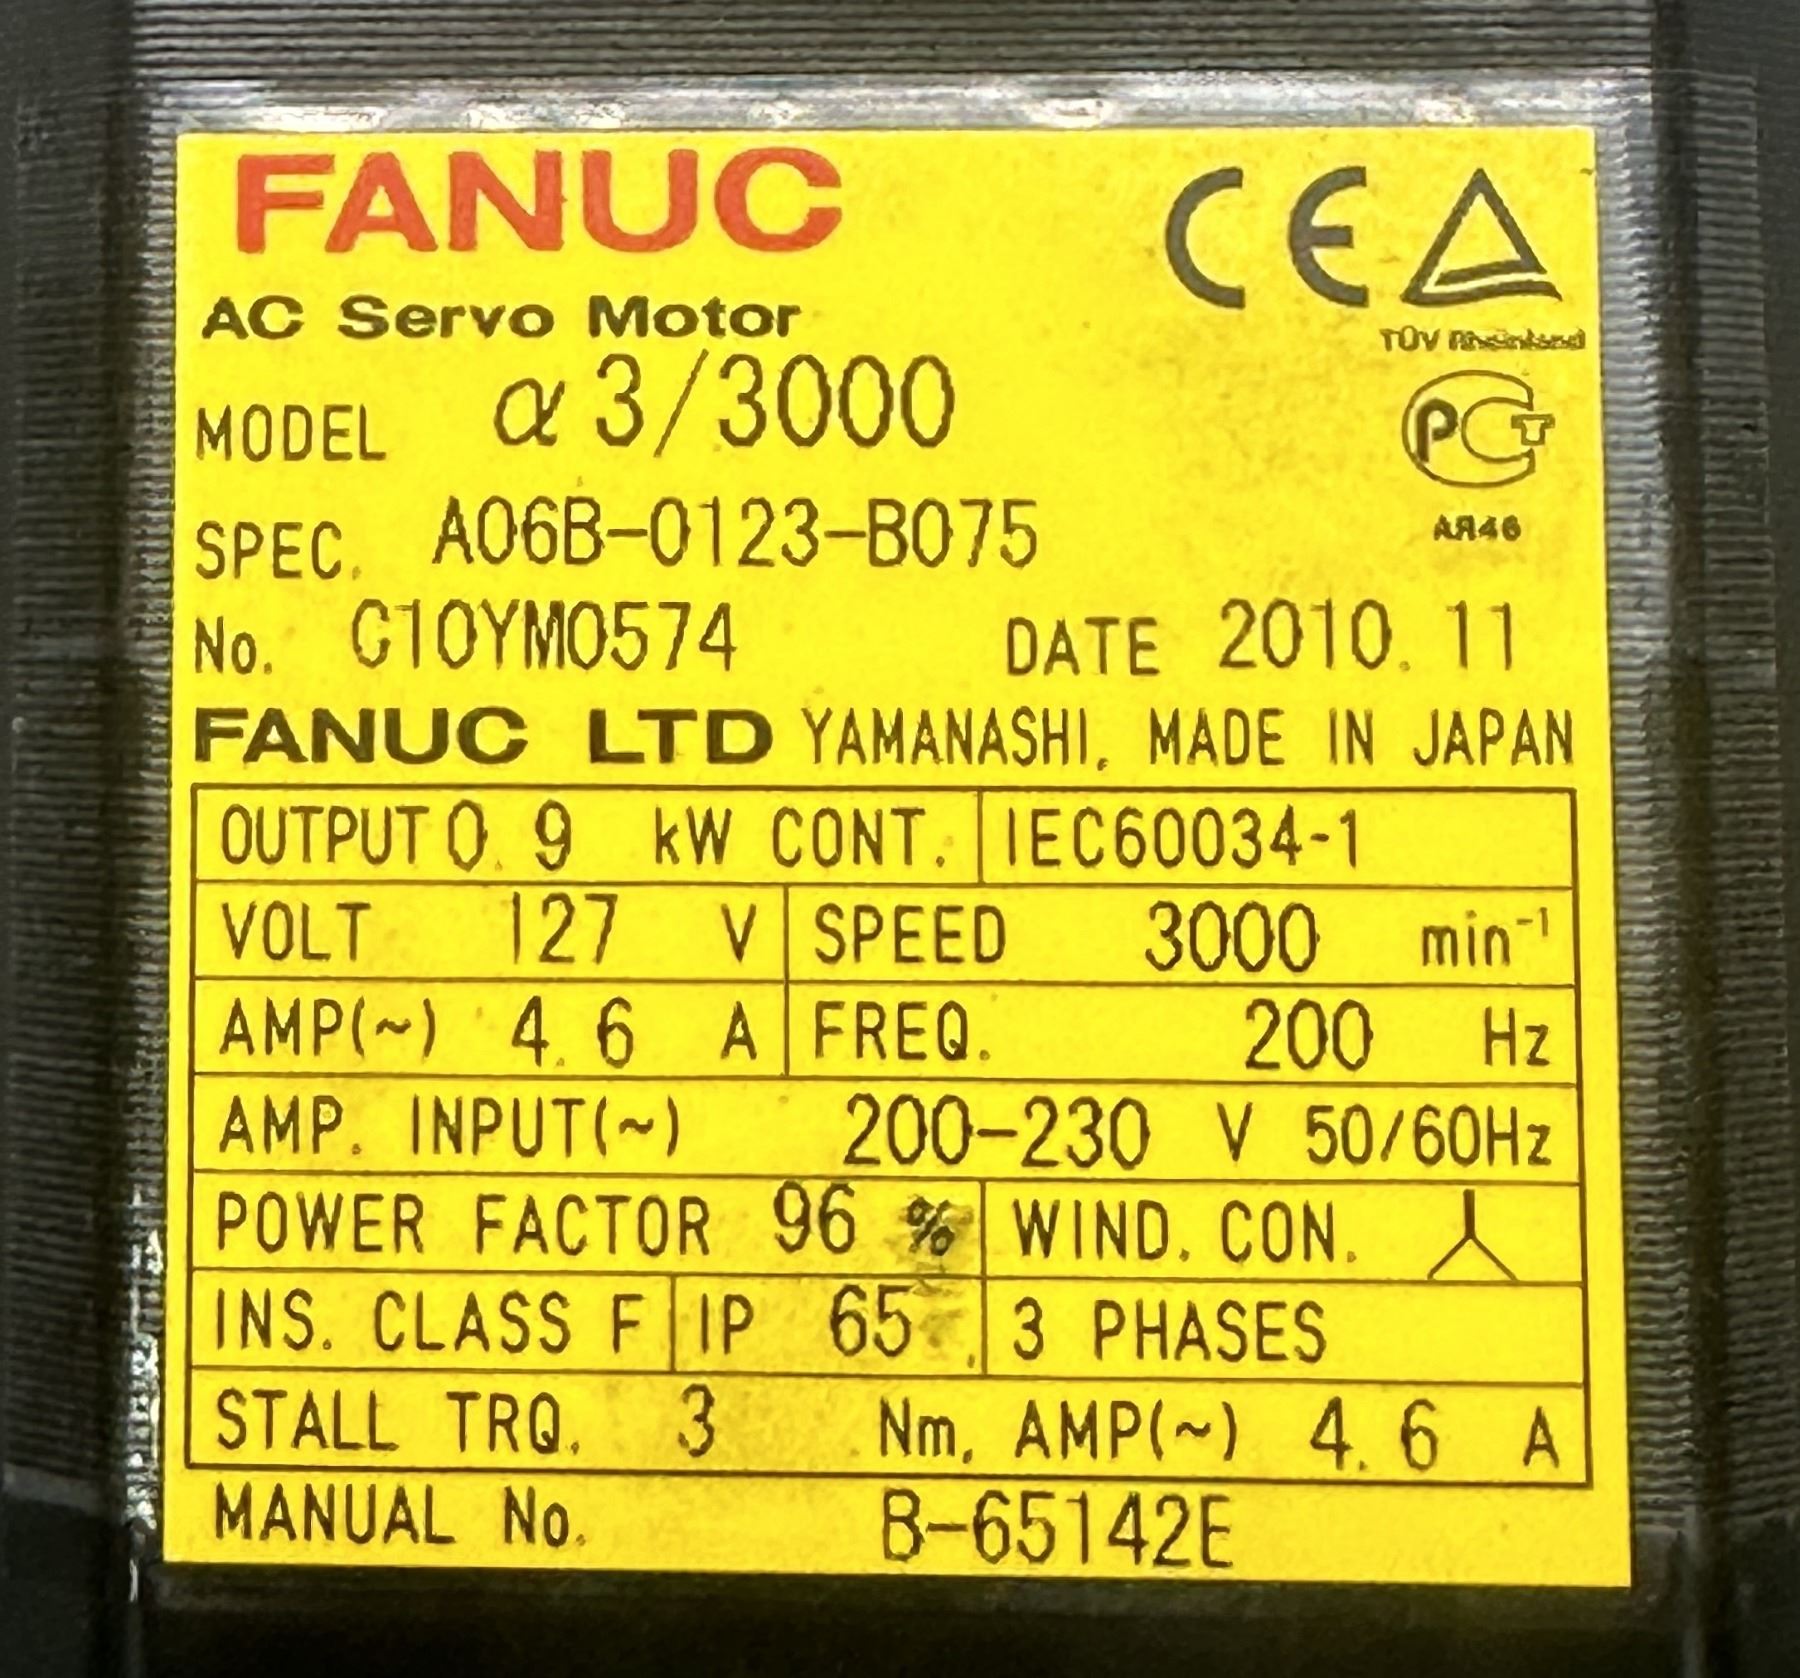 FANUC
CE
TÜV Rheinland
AC Servo Motor
MODEL α3/3000
PCT
АЯ46
SPEC. A06B-0123-B075
No. C10YM0574 DATE 2010.11
FANUC LTD YAMANASHI, MADE IN JAPAN
OUTPUT 0.9 kW CONT. IEC60034-1
VOLT 127 V SPEED 3000 min⁻¹
AMP(~) 4.6 A FREQ. 200 Hz
AMP. INPUT(~) 200-230 V 50/60Hz
POWER FACTOR 96 % WIND. CON.
INS. CLASS F IP 65 3 PHASES
STALL TRQ. 3 Nm, AMP(~) 4.6 A
MANUAL No. B-65142E